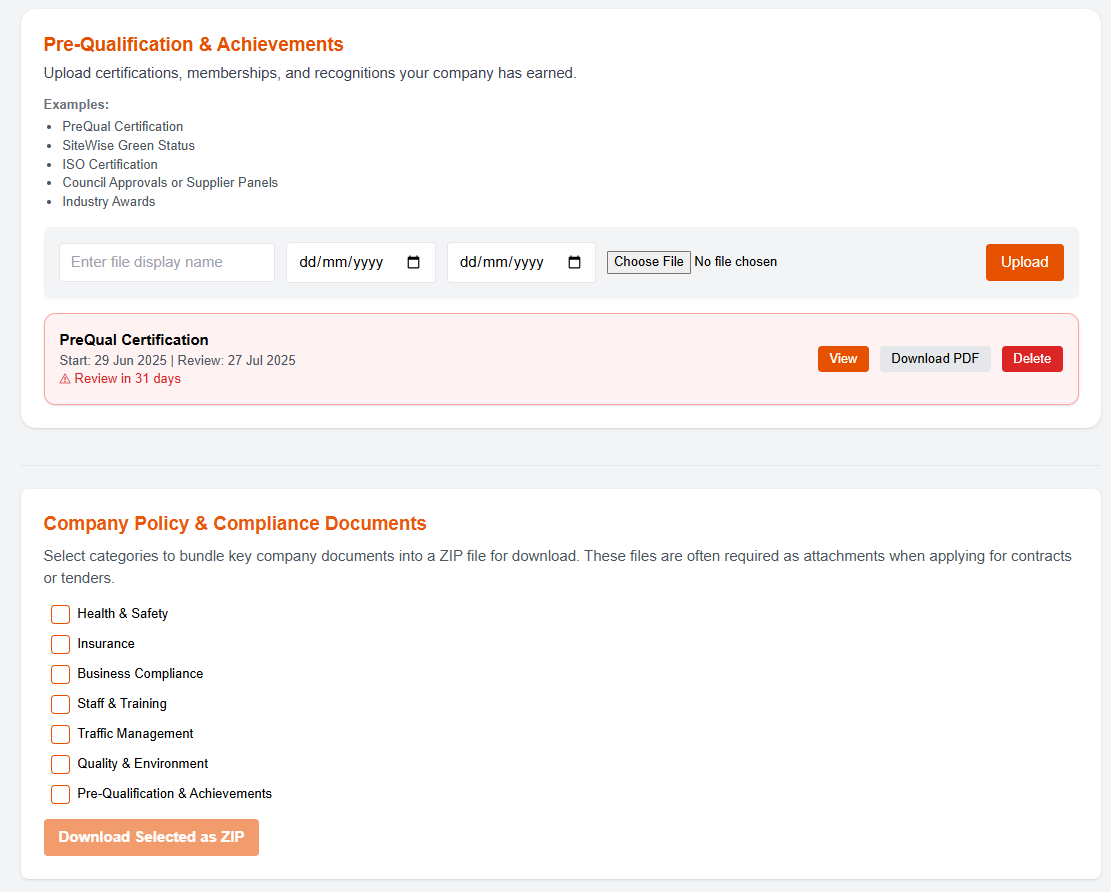 Pre-Qualification & Achievements
Upload certifications, memberships, and recognitions your company has earned.
Examples:
PreQual Certification
SiteWise Green Status
ISO Certification
Council Approvals or Supplier Panels
Industry Awards
Enter file display name dd/mm/yyyy dd/mm/yyyy Choose File No file chosen Upload
PreQual Certification
Start: 29 Jun 2025 | Review: 27 Jul 2025
⚠ Review in 31 days
View Download PDF Delete
Company Policy & Compliance Documents
Select categories to bundle key company documents into a ZIP file for download. These files are often required as attachments when applying for contracts
or tenders.
Health & Safety
Insurance
Business Compliance
Staff & Training
Traffic Management
Quality & Environment
Pre-Qualification & Achievements
Download Selected as ZIP